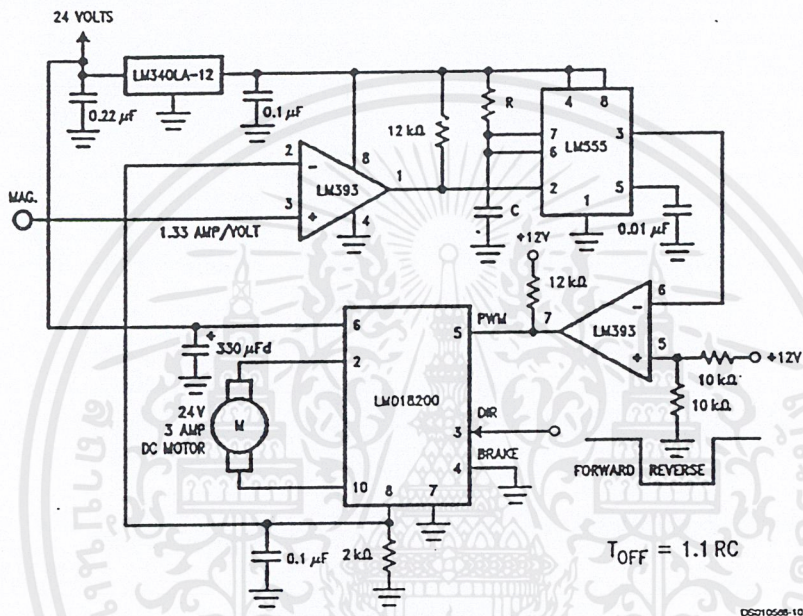 24 VOLTS
LM340LA-12
0.22 μF
0.1 μF
12 kΩ
R
4
8
7
6
LM555
3
2
5
1
C
0.01 μF
2
−
8
1
LM393
3
+
4
MAG.
1.33 AMP/VOLT
+12V
12 kΩ
6
−
7
LM393
5
+
+12V
10 kΩ
10 kΩ
6
5
PWM
+
330 μFd
2
LMD18200
24V
3 AMP
DC MOTOR
M
3
DIR
4
BRAKE
10
8
7
FORWARD
REVERSE
0.1 μF
2 kΩ
T_OFF = 1.1 RC
DS010568-10